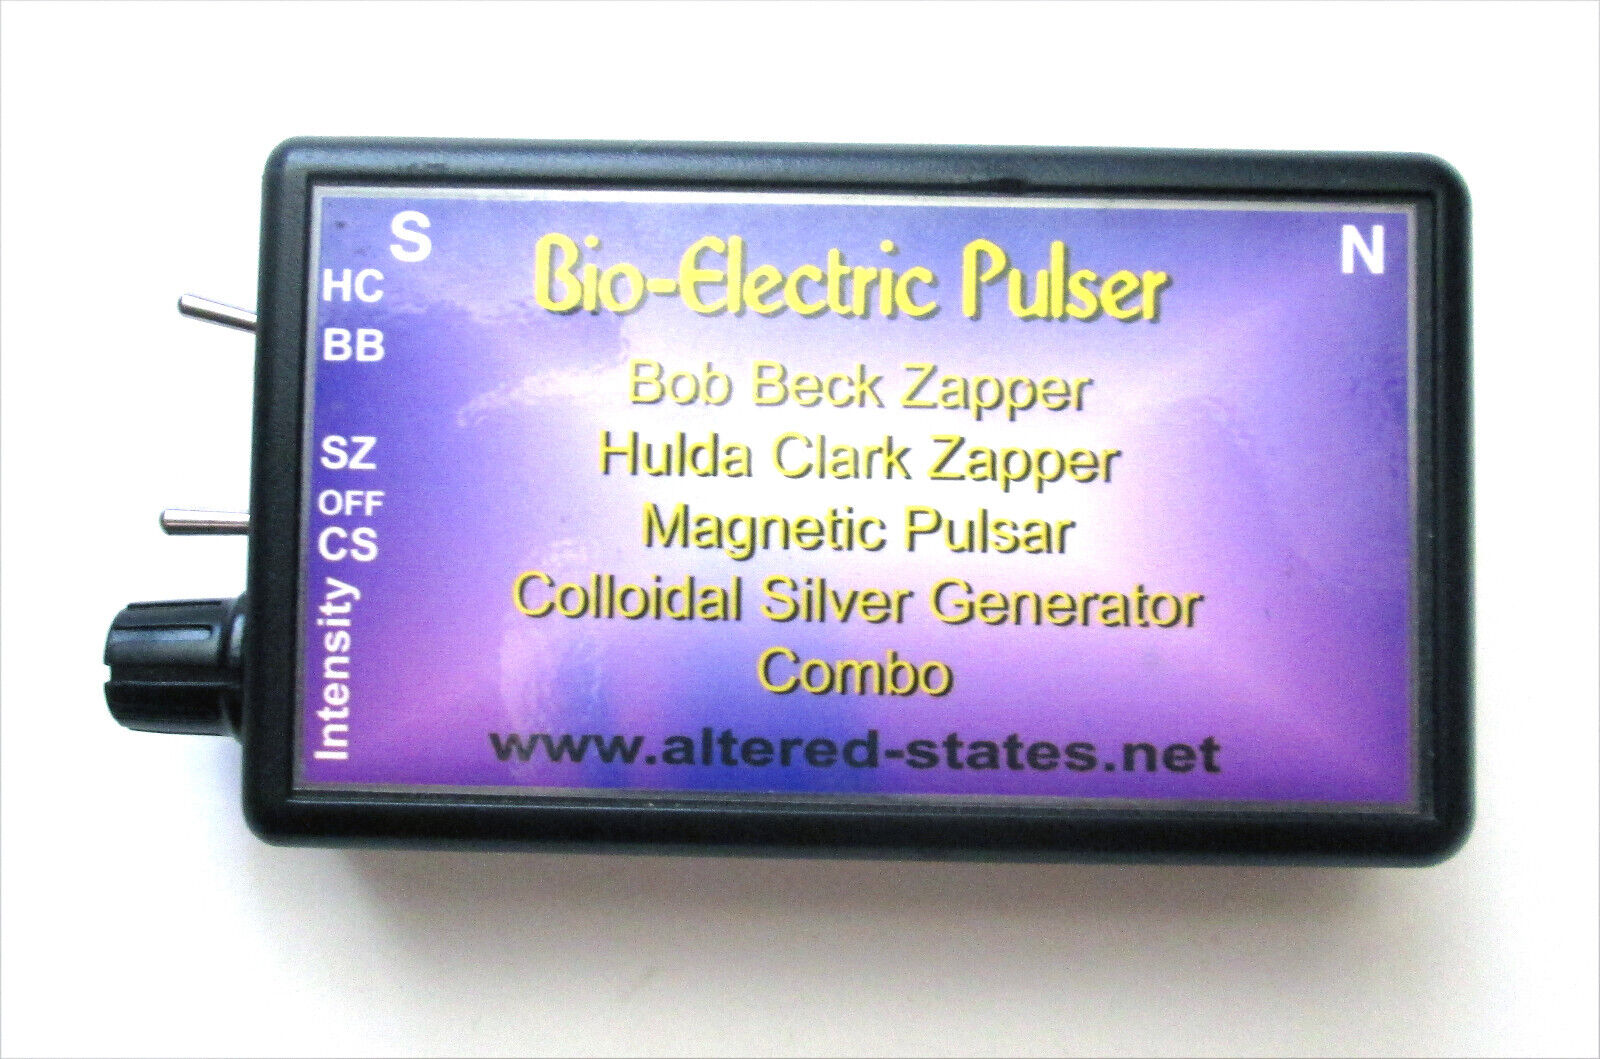 S
N
HC
BB
SZ
OFF
CS
Intensity
Bio-Electric Pulser
Bob Beck Zapper
Hulda Clark Zapper
Magnetic Pulsar
Colloidal Silver Generator
Combo
www.altered-states.net